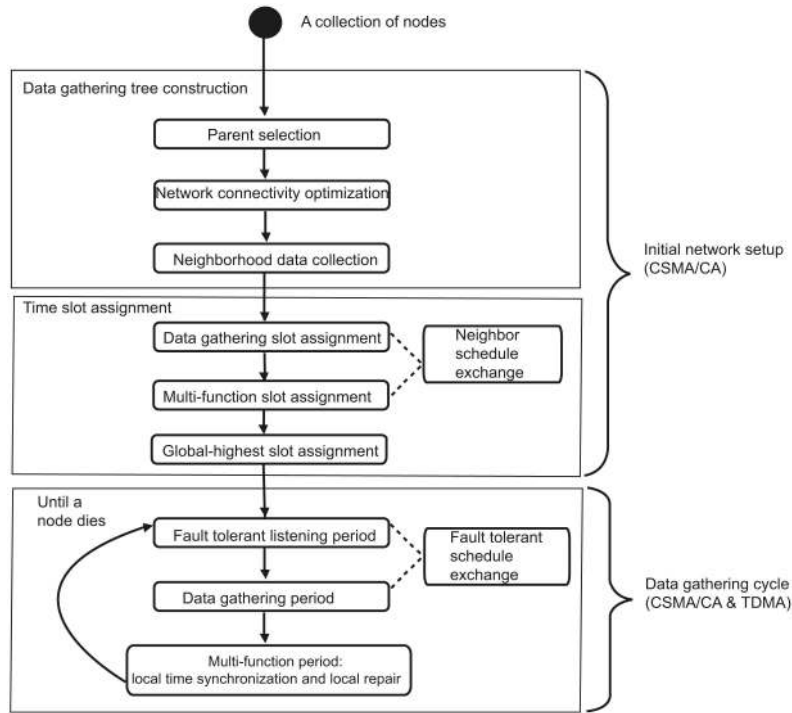 A collection of nodes
Data gathering tree construction
Parent selection
Network connectivity optimization
Neighborhood data collection
Initial network setup
(CSMA/CA)
Time slot assignment
Data gathering slot assignment
Multi-function slot assignment
Global-highest slot assignment
Neighbor
schedule
exchange
Until a
node dies
Fault tolerant listening period
Data gathering period
Multi-function period:
local time synchronization and local repair
Fault tolerant
schedule
exchange
Data gathering cycle
(CSMA/CA & TDMA)